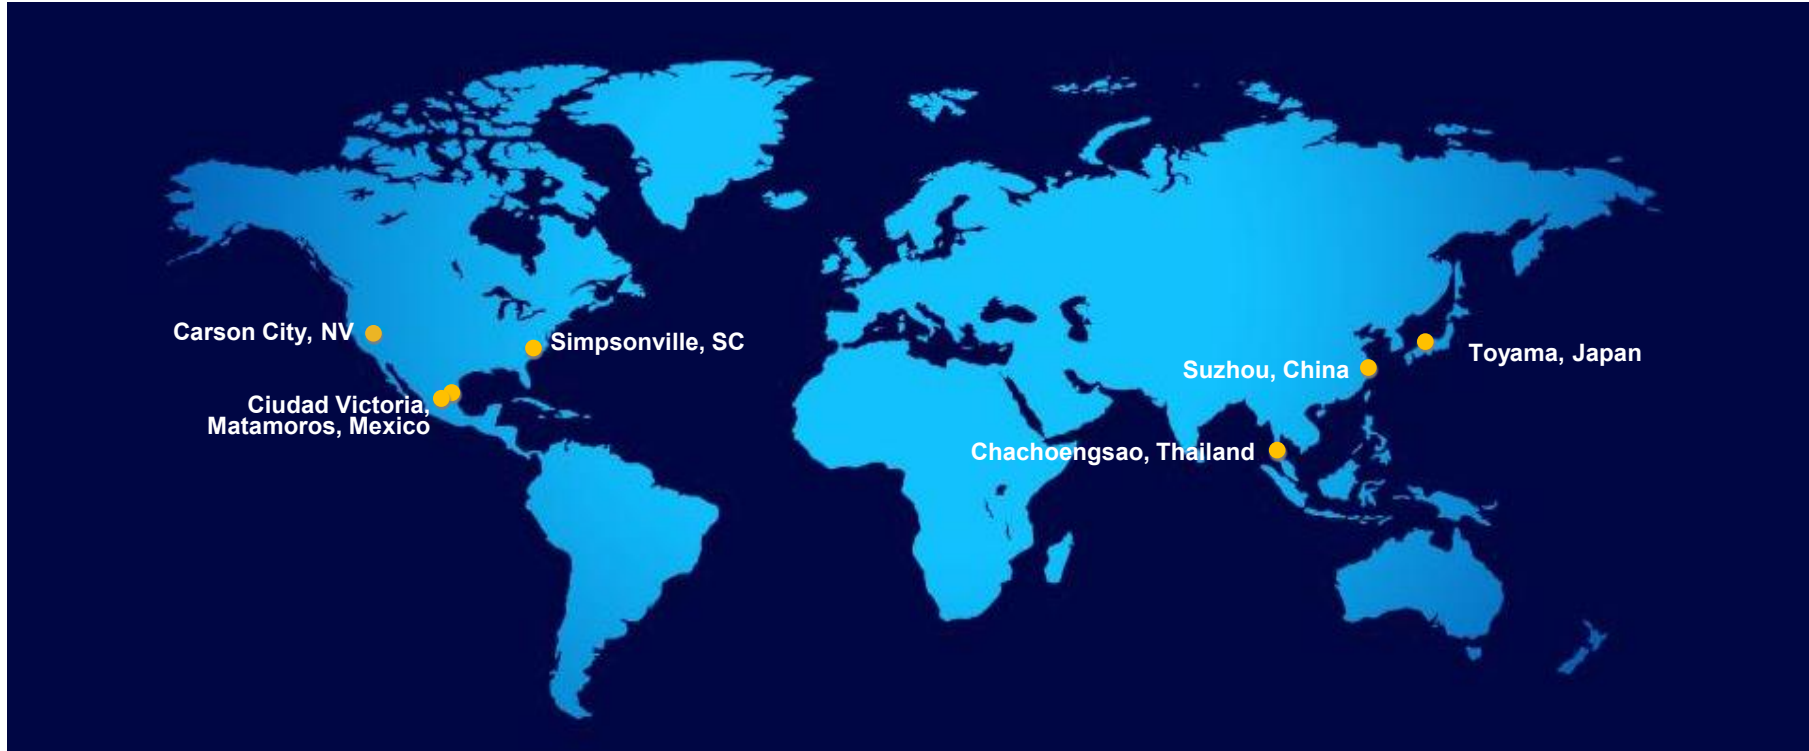 Carson City, NV
Simpsonville, SC
Ciudad Victoria,
Matamoros, Mexico
Toyama, Japan
Suzhou, China
Chachoengsao, Thailand